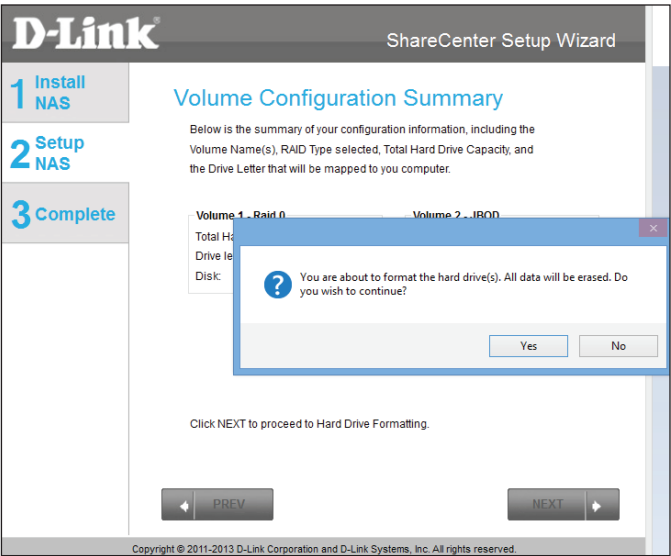 D-Link®
ShareCenter Setup Wizard
1 Install
NAS
2 Setup
NAS
3 Complete
Volume Configuration Summary
Below is the summary of your configuration information, including the
Volume Name(s), RAID Type selected, Total Hard Drive Capacity, and
the Drive Letter that will be mapped to you computer.
Volume 1 - Raid 0
Volume 2 - JBOD
Total
Drive
Disk:
You are about to format the hard drive(s). All data will be erased. Do
you wish to continue?
Yes
No
Click NEXT to proceed to Hard Drive Formatting.
PREV
NEXT
Copyright © 2011-2013 D-Link Corporation and D-Link Systems, Inc. All rights reserved.